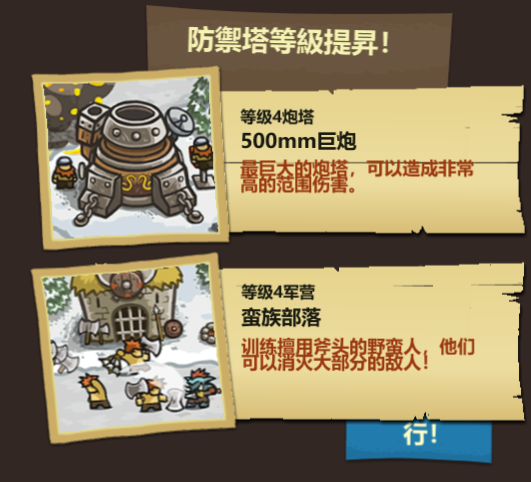 防禦塔等級提昇！
等级4炮塔
500mm巨炮
最巨大的炮塔，可以造成非常
高的范围伤害。
等级4军营
蛮族部落
训练擅用斧头的野蛮人，他们
可以消灭大部分的敌人！
行！